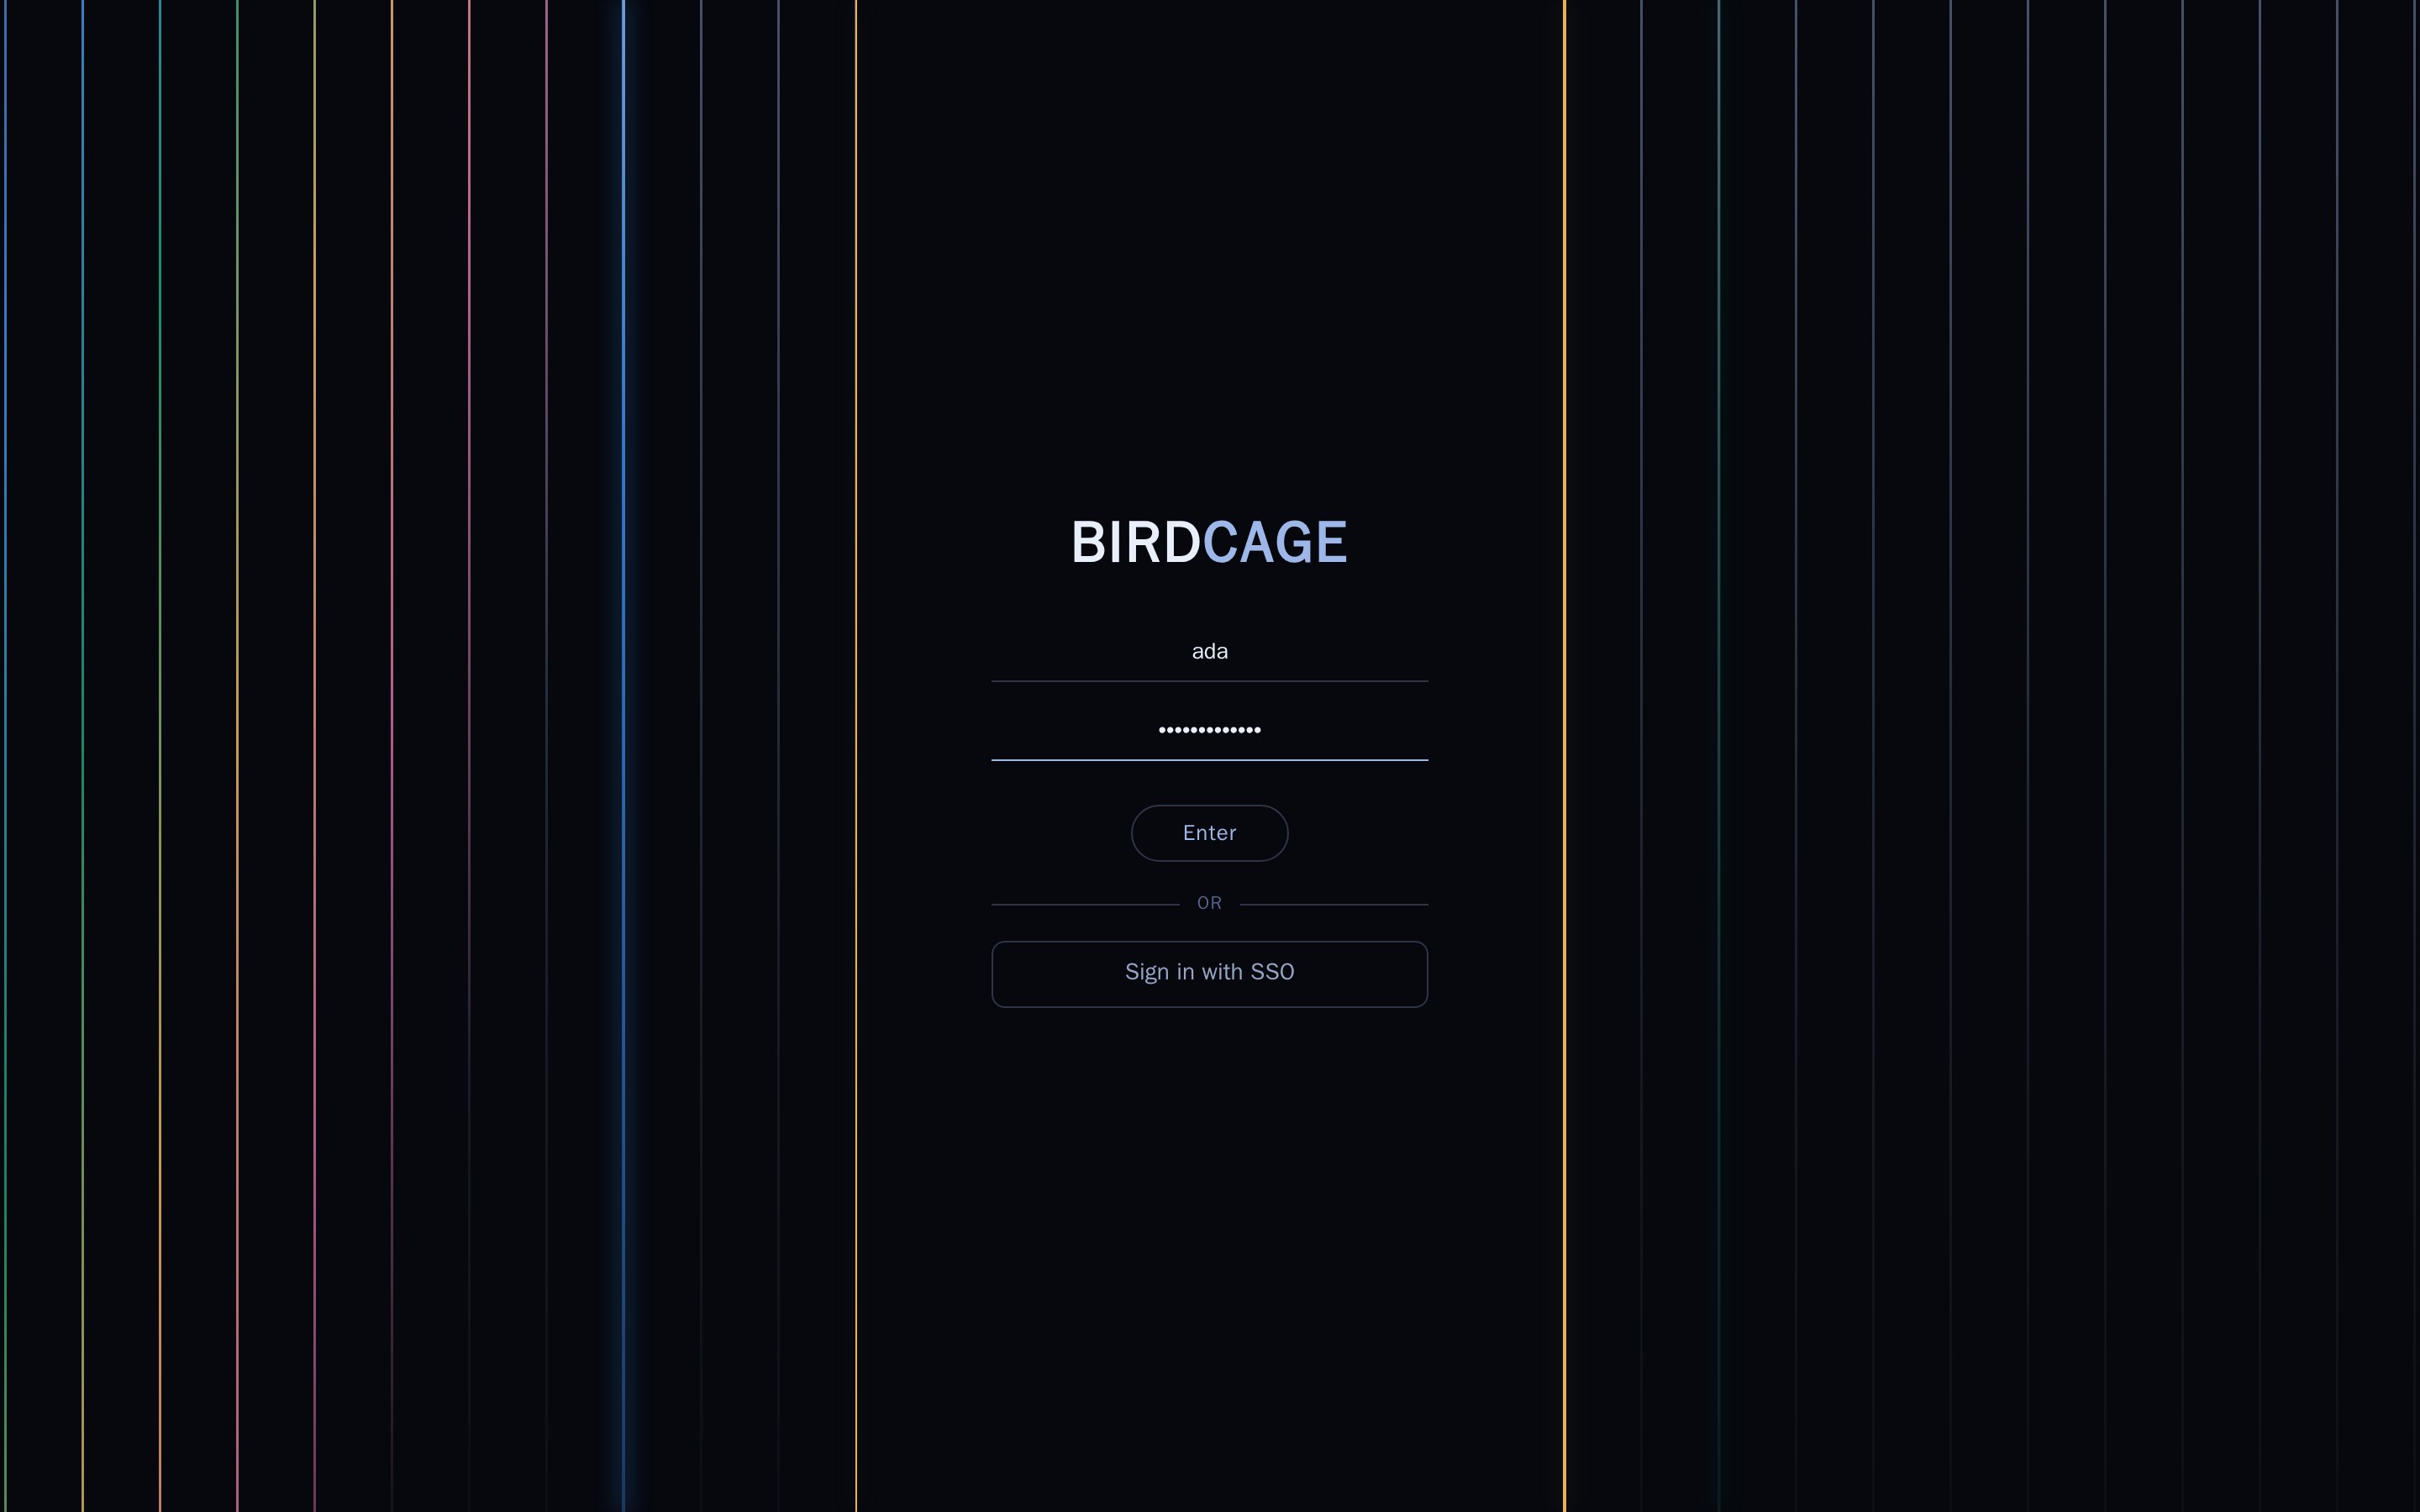 BIRDCAGE
ada
•••••••••••••
Enter
OR
Sign in with SSO